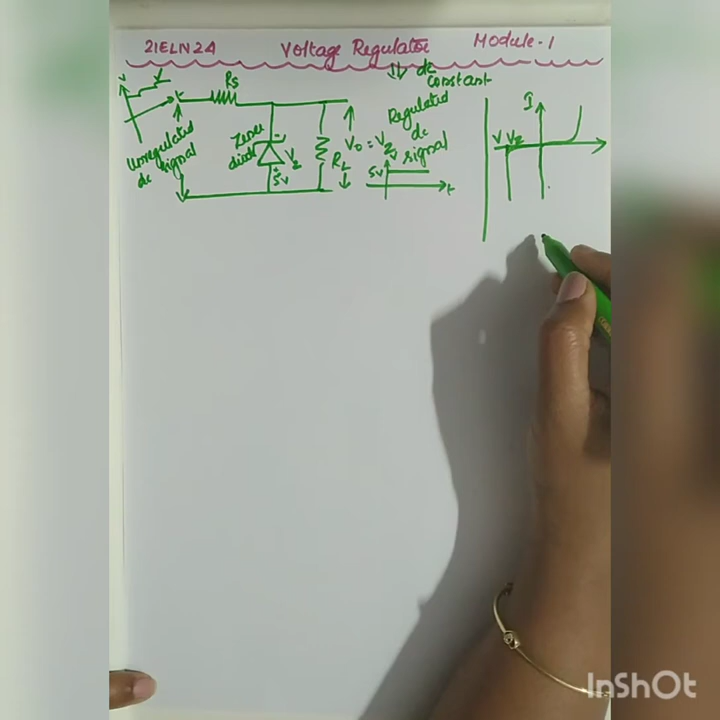 21ELN24 Voltage Regulator Module-1
⇓ dc constant
V
t
Rs
Unregulated dc signal
Zener diode
-
Vz
+
5V
RL
V0 = Vz
Regulated dc signal
V
5V
t
I
V Vz
InShOt